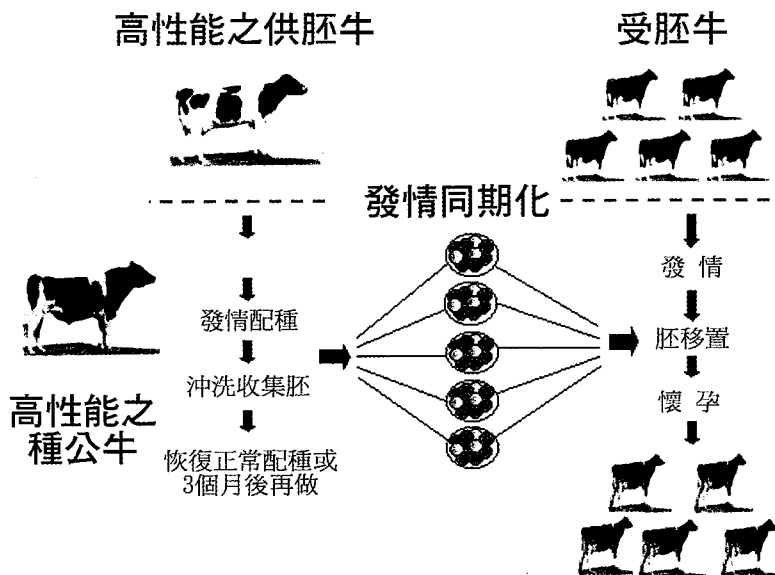 高性能之供胚牛
受胚牛
發情同期化
發情
發情配種
胚移置
沖洗收集胚
懷孕
高性能之
種公牛
恢復正常配種或
3個月後再做